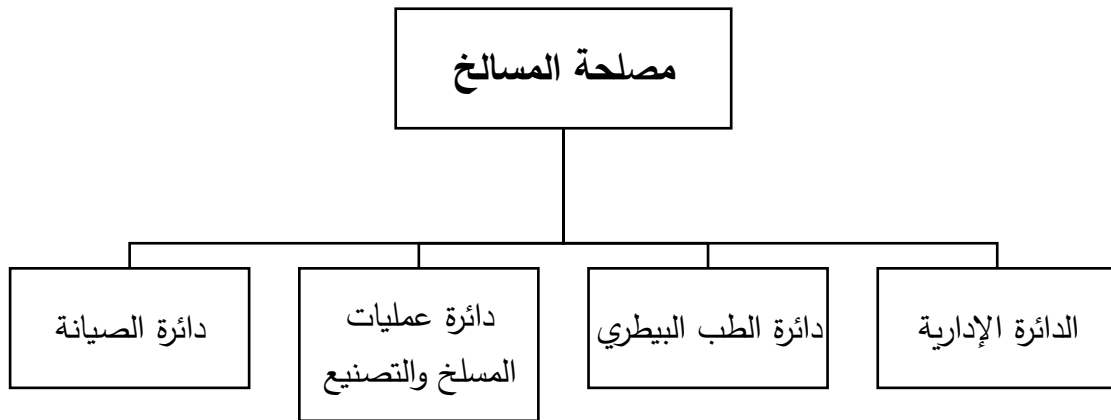 مصلحة المسالخ
الدائرة الإدارية
دائرة الطب البيطري
دائرة عمليات
المسلخ والتصنيع
دائرة الصيانة